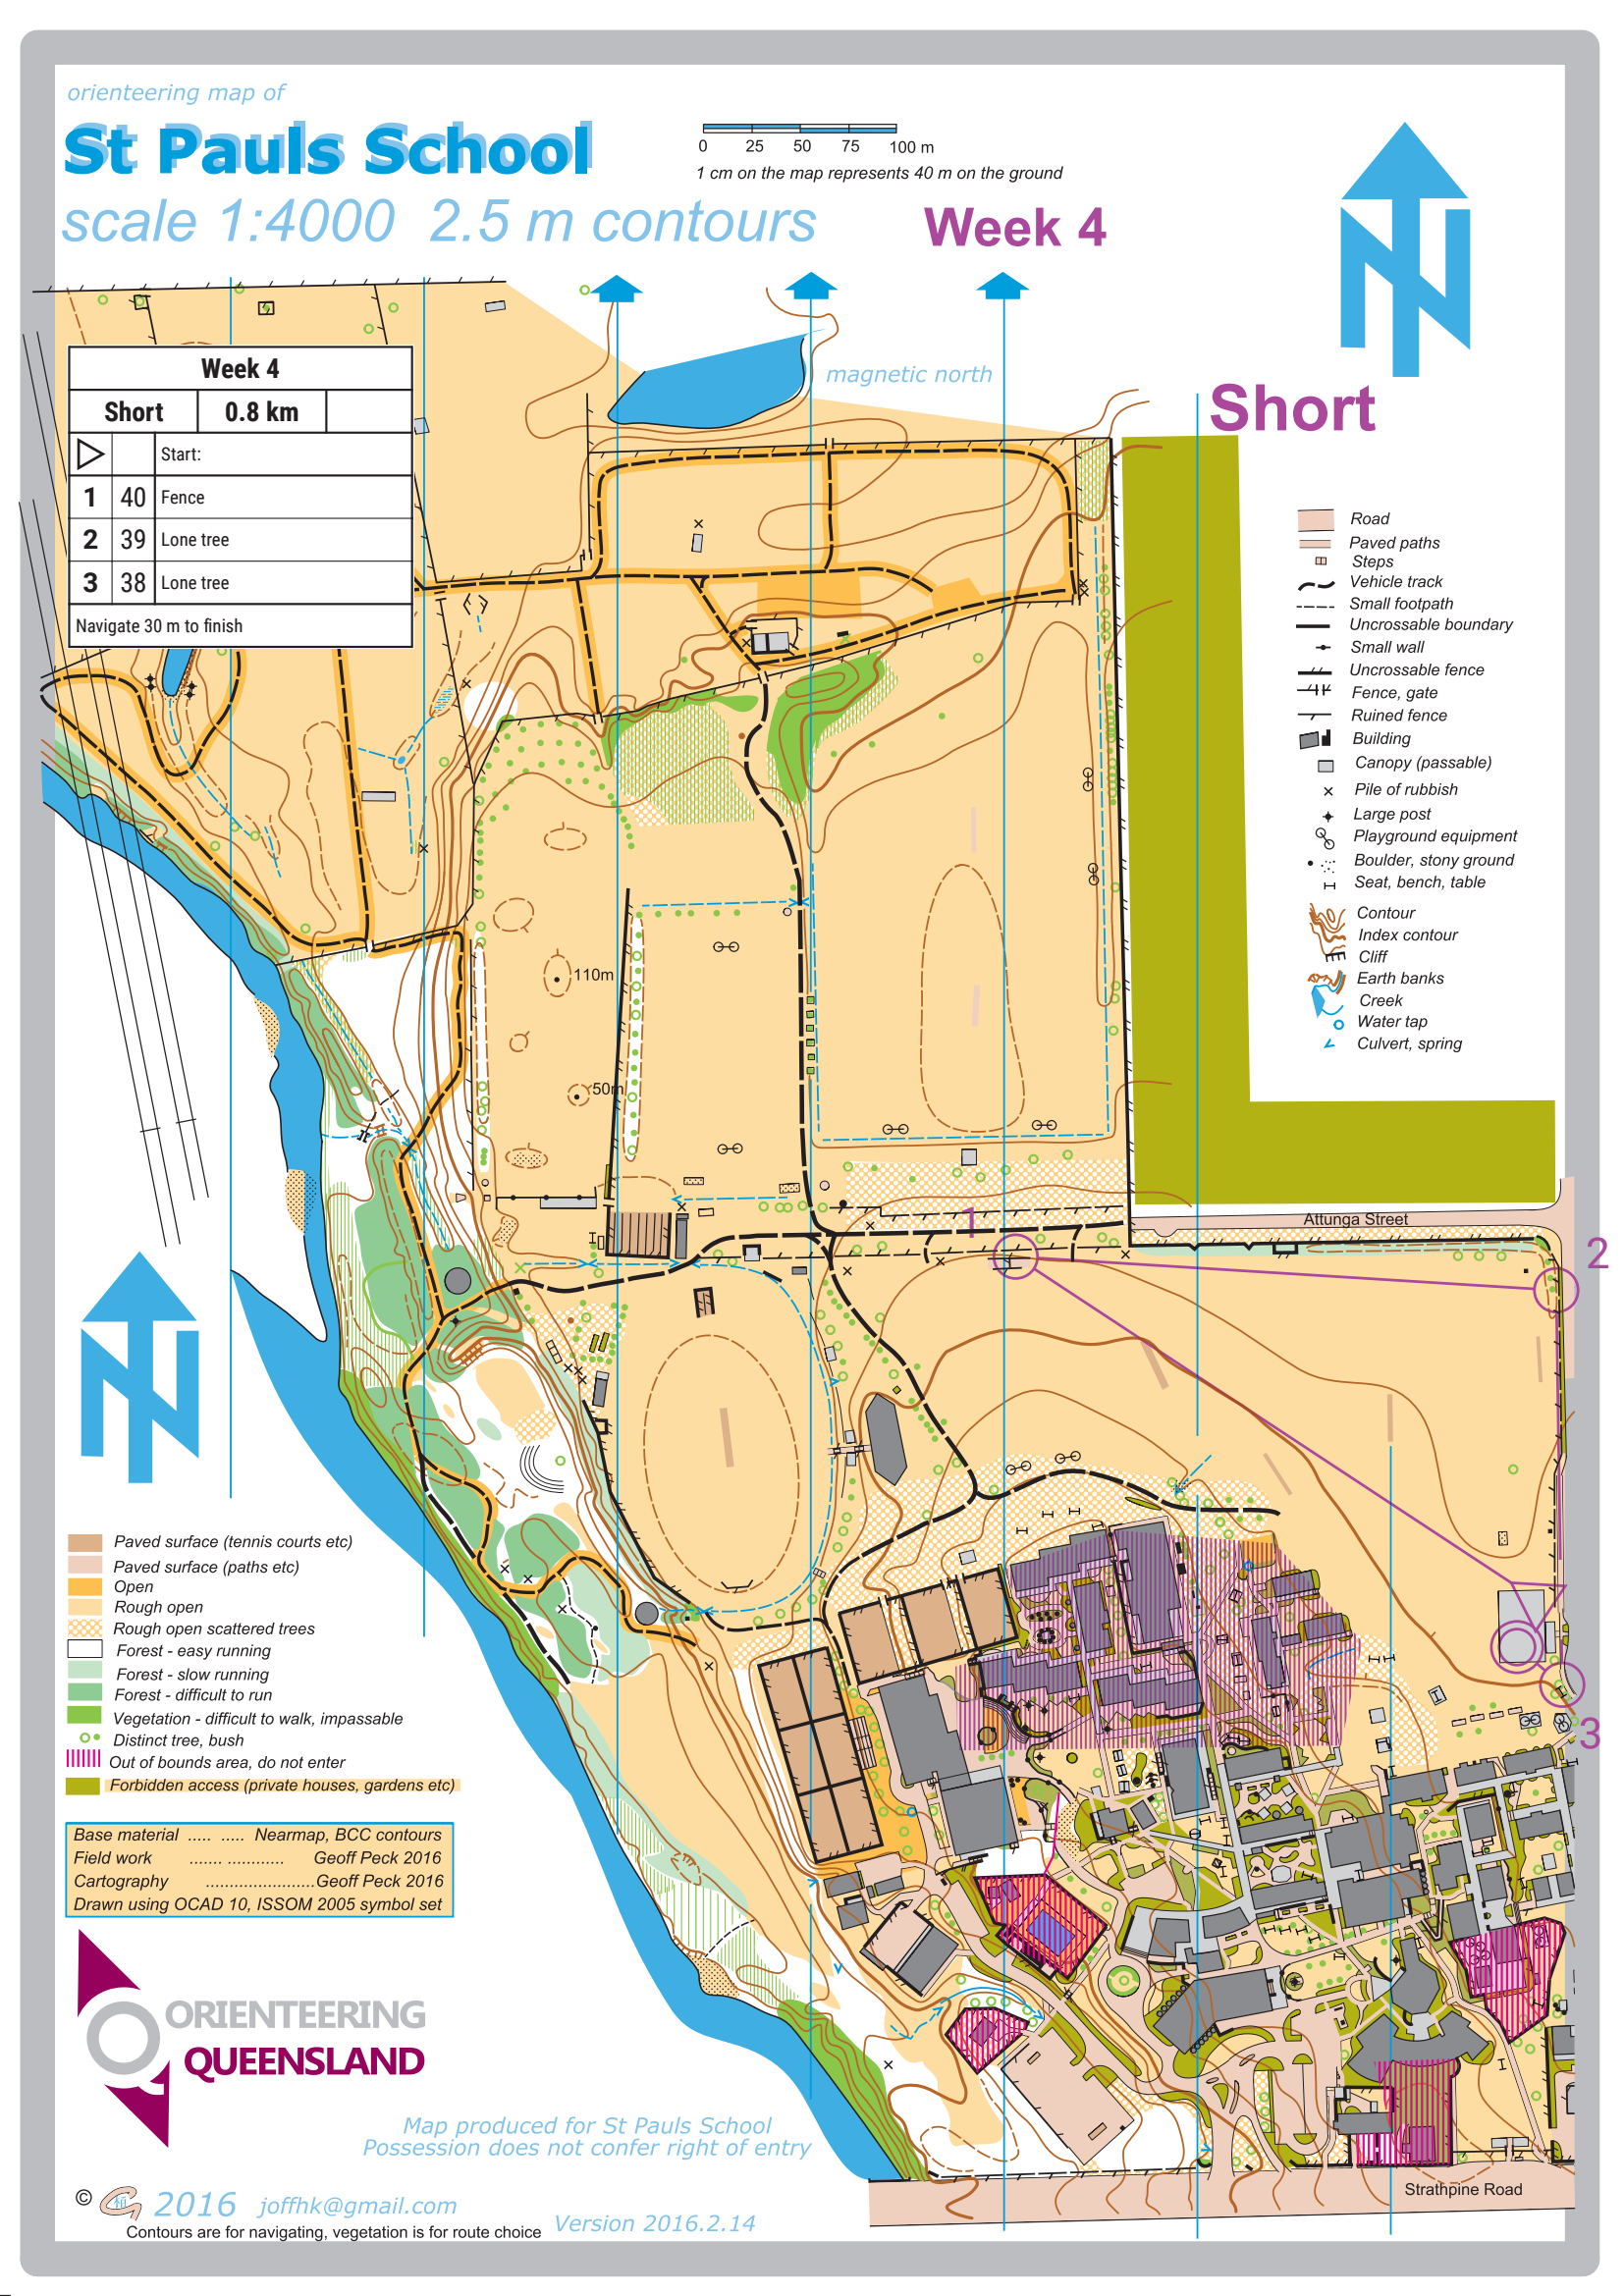 orienteering map of
St Pauls School
scale 1:4000 2.5 m contours
0 25 50 75 100 m
1 cm on the map represents 40 m on the ground
Week 4
magnetic north
Short
Week 4
Short 0.8 km
Start:
1 40 Fence
2 39 Lone tree
3 38 Lone tree
Navigate 30 m to finish
Road
Paved paths
Steps
Vehicle track
Small footpath
Uncrossable boundary
Small wall
Uncrossable fence
Fence, gate
Ruined fence
Building
Canopy (passable)
Pile of rubbish
Large post
Playground equipment
Boulder, stony ground
Seat, bench, table
Contour
Index contour
Cliff
Earth banks
Creek
Water tap
Culvert, spring
110m
50m
1
Attunga Street
2
3
Paved surface (tennis courts etc)
Paved surface (paths etc)
Open
Rough open
Rough open scattered trees
Forest - easy running
Forest - slow running
Forest - difficult to run
Vegetation - difficult to walk, impassable
Distinct tree, bush
Out of bounds area, do not enter
Forbidden access (private houses, gardens etc)
Base material ..... ..... Nearmap, BCC contours
Field work ....... ............ Geoff Peck 2016
Cartography ........................Geoff Peck 2016
Drawn using OCAD 10, ISSOM 2005 symbol set
ORIENTEERING
QUEENSLAND
Map produced for St Pauls School
Possession does not confer right of entry
© 2016 joffhk@gmail.com
Version 2016.2.14
Contours are for navigating, vegetation is for route choice
Strathpine Road